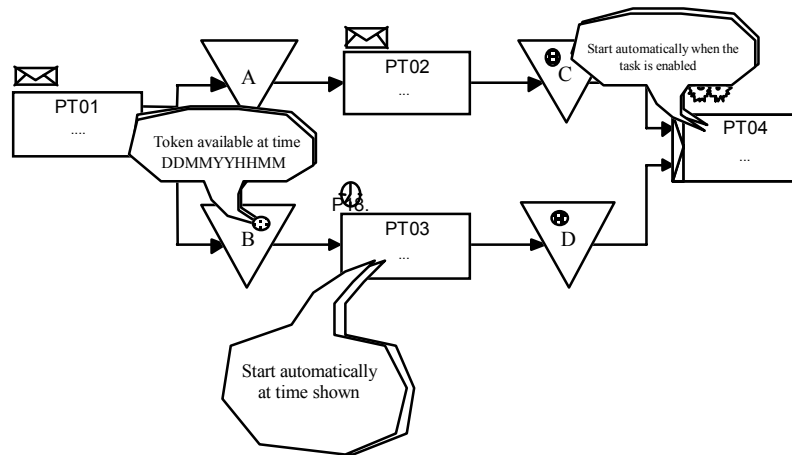 A
PT02
...
C
Start automatically when the
task is enabled
PT01
....
Token available at time
DDMMYYHHMM
PT04
...
B
PT03
...
D
Start automatically
at time shown